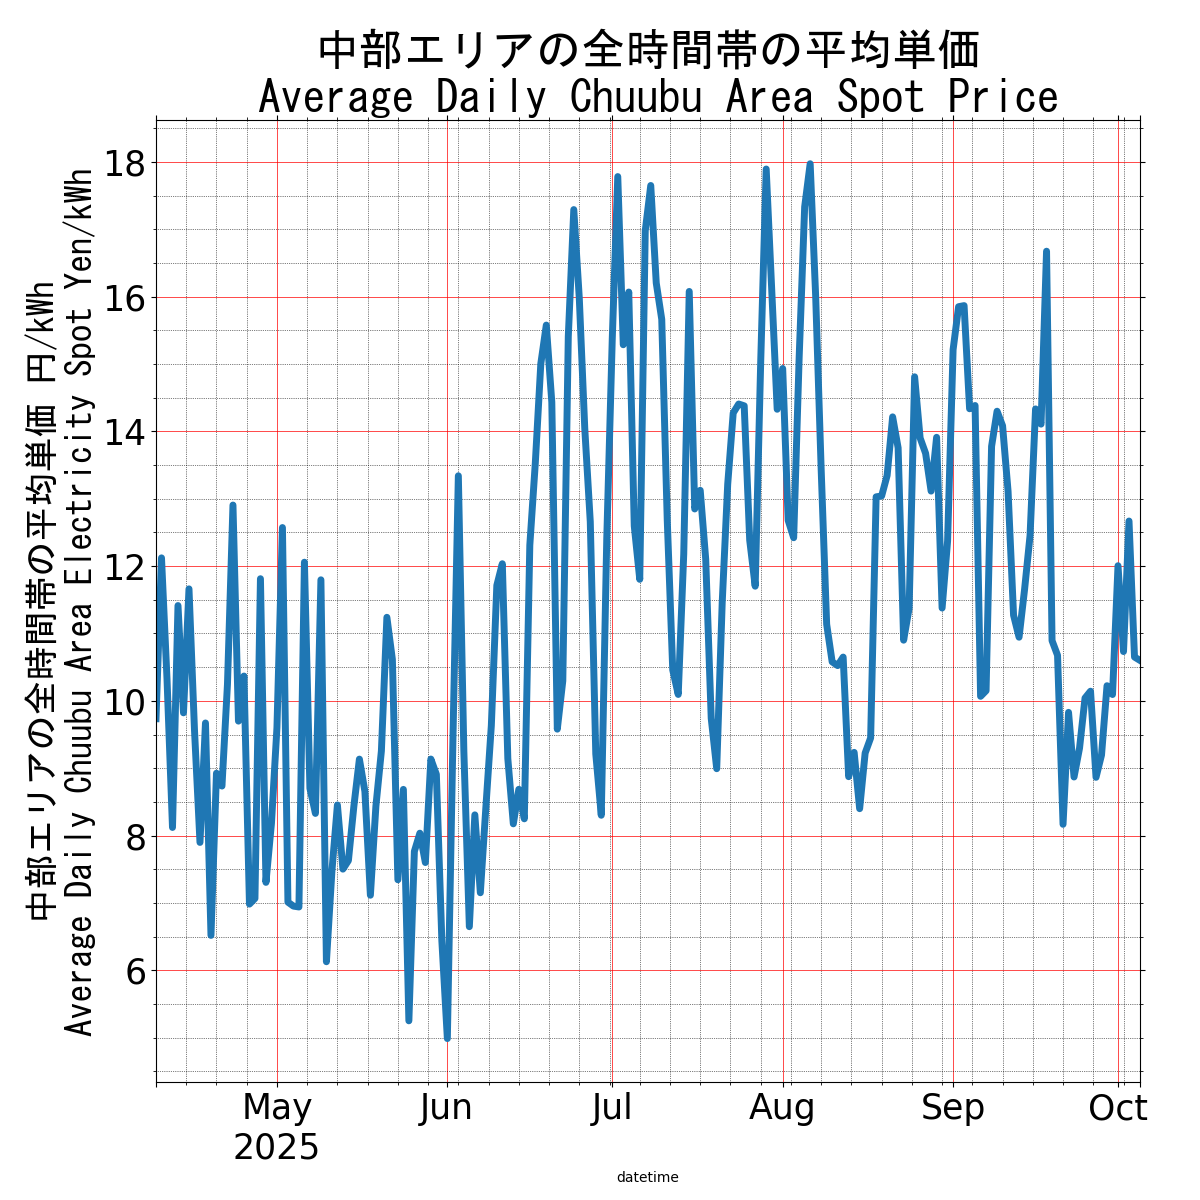 中部エリアの全時間帯の平均単価
Average Daily Chuubu Area Spot Price
中部エリアの全時間帯の平均単価 円/kWh
Average Daily Chuubu Area Electricity Spot Yen/kWh
18
16
14
12
10
8
6
May
2025
Jun
Jul
Aug
Sep
Oct
datetime